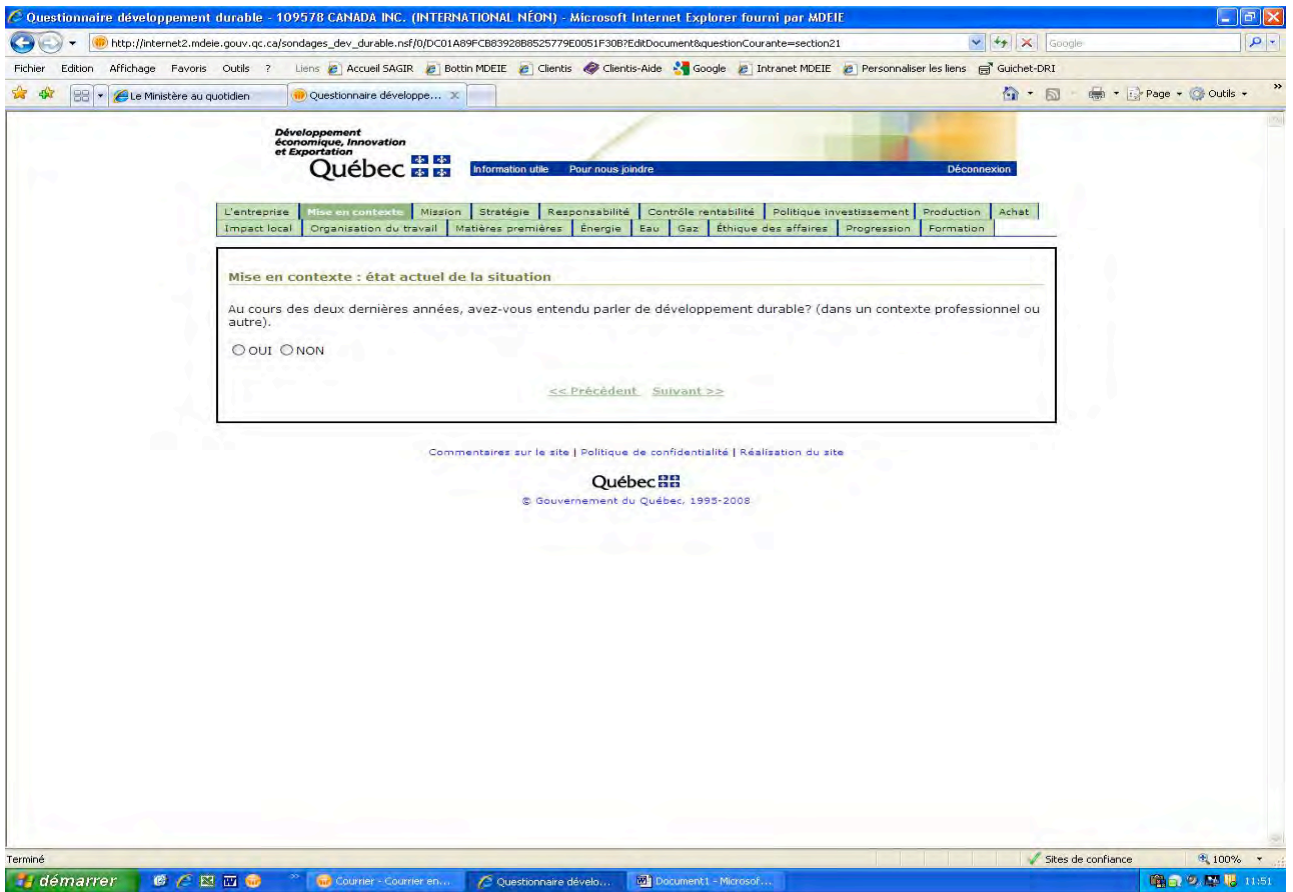 Questionnaire développement durable - 109578 CANADA INC. (INTERNATIONAL NÉON) - Microsoft Internet Explorer fourni par MDEIE
http://internet2.mdeie.gouv.qc.ca/sondages_dev_durable.nsf/0/DC01A89FCB83928B8525779E0051F30B?EditDocument&questionCourante=section21
Google
Fichier Edition Affichage Favoris Outils ? Liens Accueil SAGIR Bottin MDEIE Clientis Clientis-Aide Google Intranet MDEIE Personnaliser les liens Guichet-DRI
Le Ministère au quotidien Questionnaire développe... Page Outils
Développement
économique, Innovation
et Exportation
Québec
Information utile Pour nous joindre Déconnexion
L'entreprise Mise en contexte Mission Stratégie Responsabilité Contrôle rentabilité Politique investissement Production Achat
Impact local Organisation du travail Matières premières Énergie Eau Gaz Éthique des affaires Progression Formation
Mise en contexte : état actuel de la situation
Au cours des deux dernières années, avez-vous entendu parler de développement durable? (dans un contexte professionnel ou
autre).
OUI NON
<< Précédent Suivant >>
Commentaires sur le site | Politique de confidentialité | Réalisation du site
Québec
© Gouvernement du Québec, 1995-2008
Terminé Sites de confiance 100%
démarrer Courrier - Courrier en... Questionnaire dévelo... Document1 - Microsof... 11:51